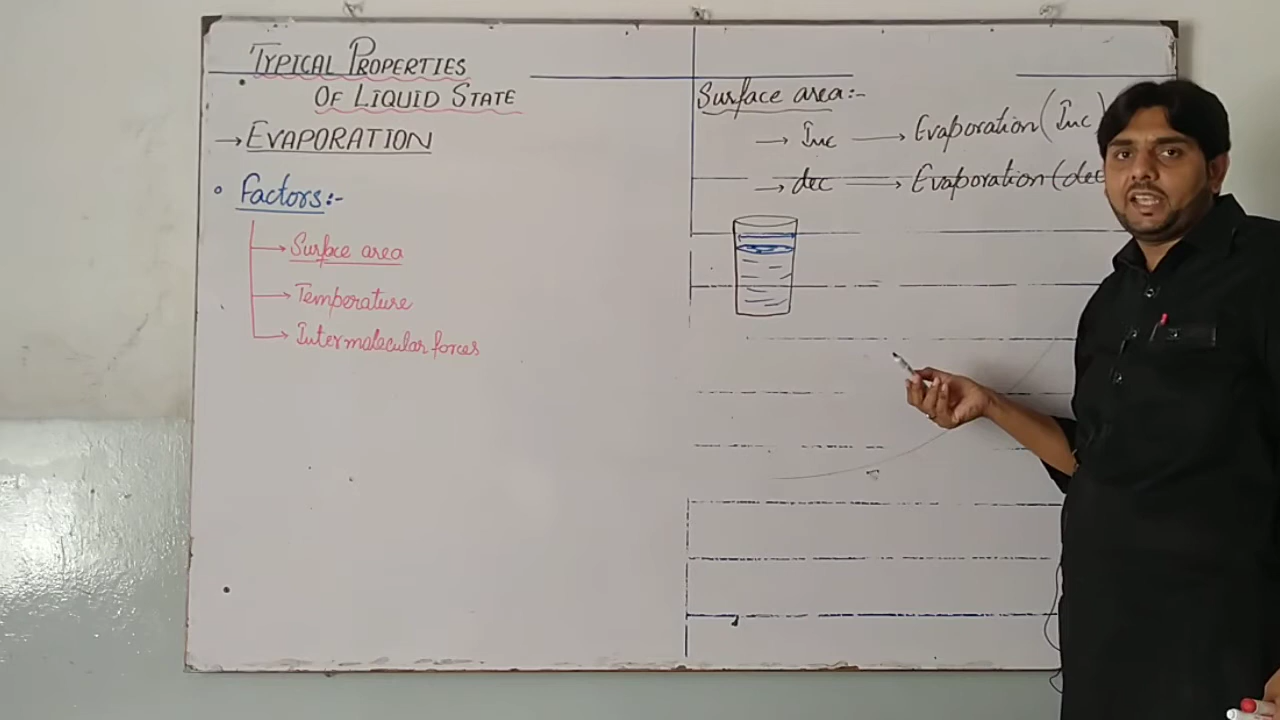 TYPICAL PROPERTIES
OF LIQUID STATE
→ EVAPORATION
• Factors:-
→ Surface area
→ Temperature
→ Intermolecular forces
Surface area:-
→ Inc → Evaporation (Inc)
→ dec → Evaporation (dec